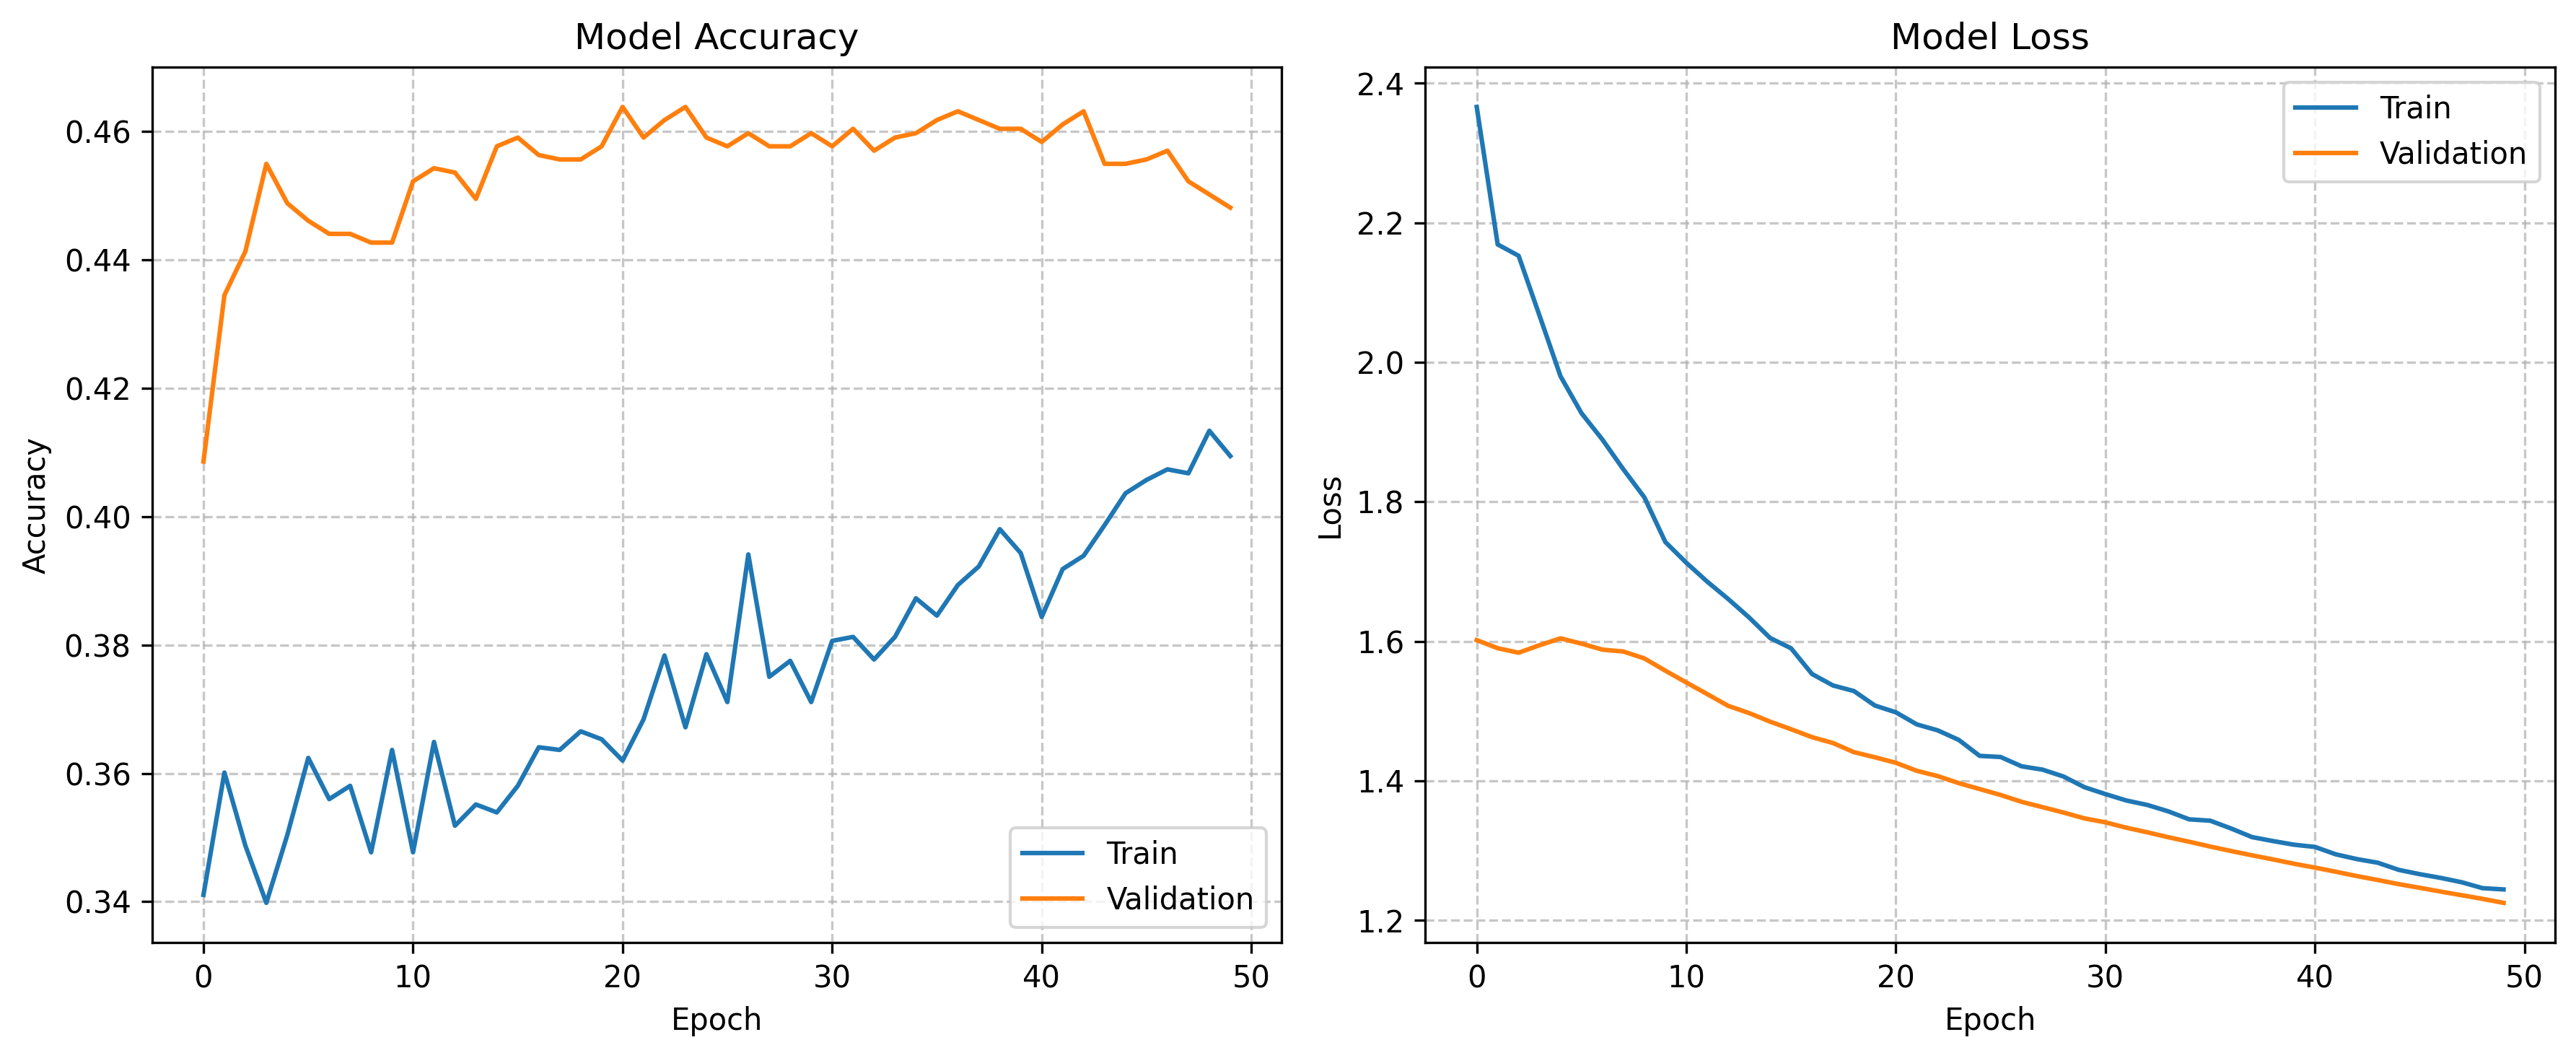 Model Accuracy
Accuracy
0.46
0.44
0.42
0.40
0.38
0.36
0.34
0 10 20 30 40 50
Epoch
Train
Validation
Model Loss
Loss
2.4
2.2
2.0
1.8
1.6
1.4
1.2
0 10 20 30 40 50
Epoch
Train
Validation